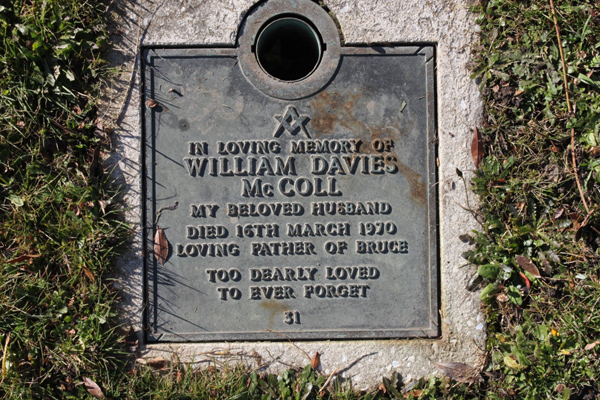 IN LOVING MEMORY OF
WILLIAM DAVIES
McCOLL
MY BELOVED HUSBAND
DIED 16TH MARCH 1970
LOVING FATHER OF BRUCE
TOO DEARLY LOVED
TO EVER FORGET
31